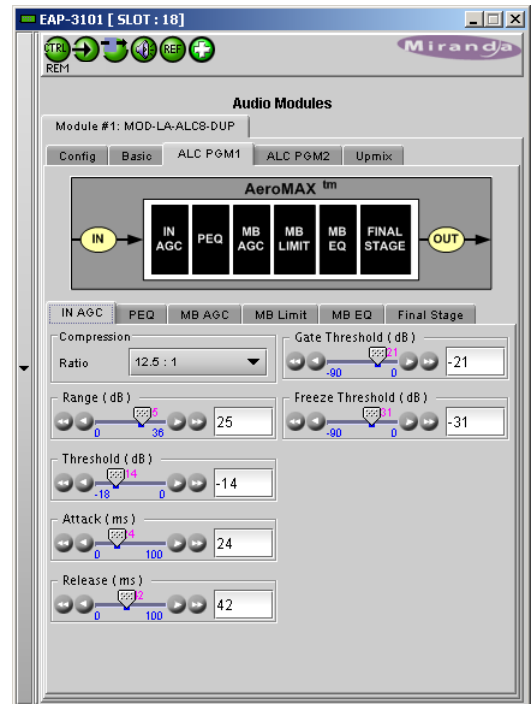 EAP-3101 [ SLOT : 18]
CTRL REF
REM
Miranda
Audio Modules
Module #1: MOD-LA-ALC8-DUP
Config Basic ALC PGM1 ALC PGM2 Upmix
AeroMAX tm
IN
IN AGC
PEQ
MB AGC
MB LIMIT
MB EQ
FINAL STAGE
OUT
IN AGC PEQ MB AGC MB Limit MB EQ Final Stage
Compression
Ratio 12.5 : 1
Gate Threshold ( dB )
21
-90 0
-21
Range ( dB )
5
0 36
25
Freeze Threshold ( dB )
31
-90 0
-31
Threshold ( dB )
14
-18 0
-14
Attack ( ms )
4
0 100
24
Release ( ms )
2
0 100
42